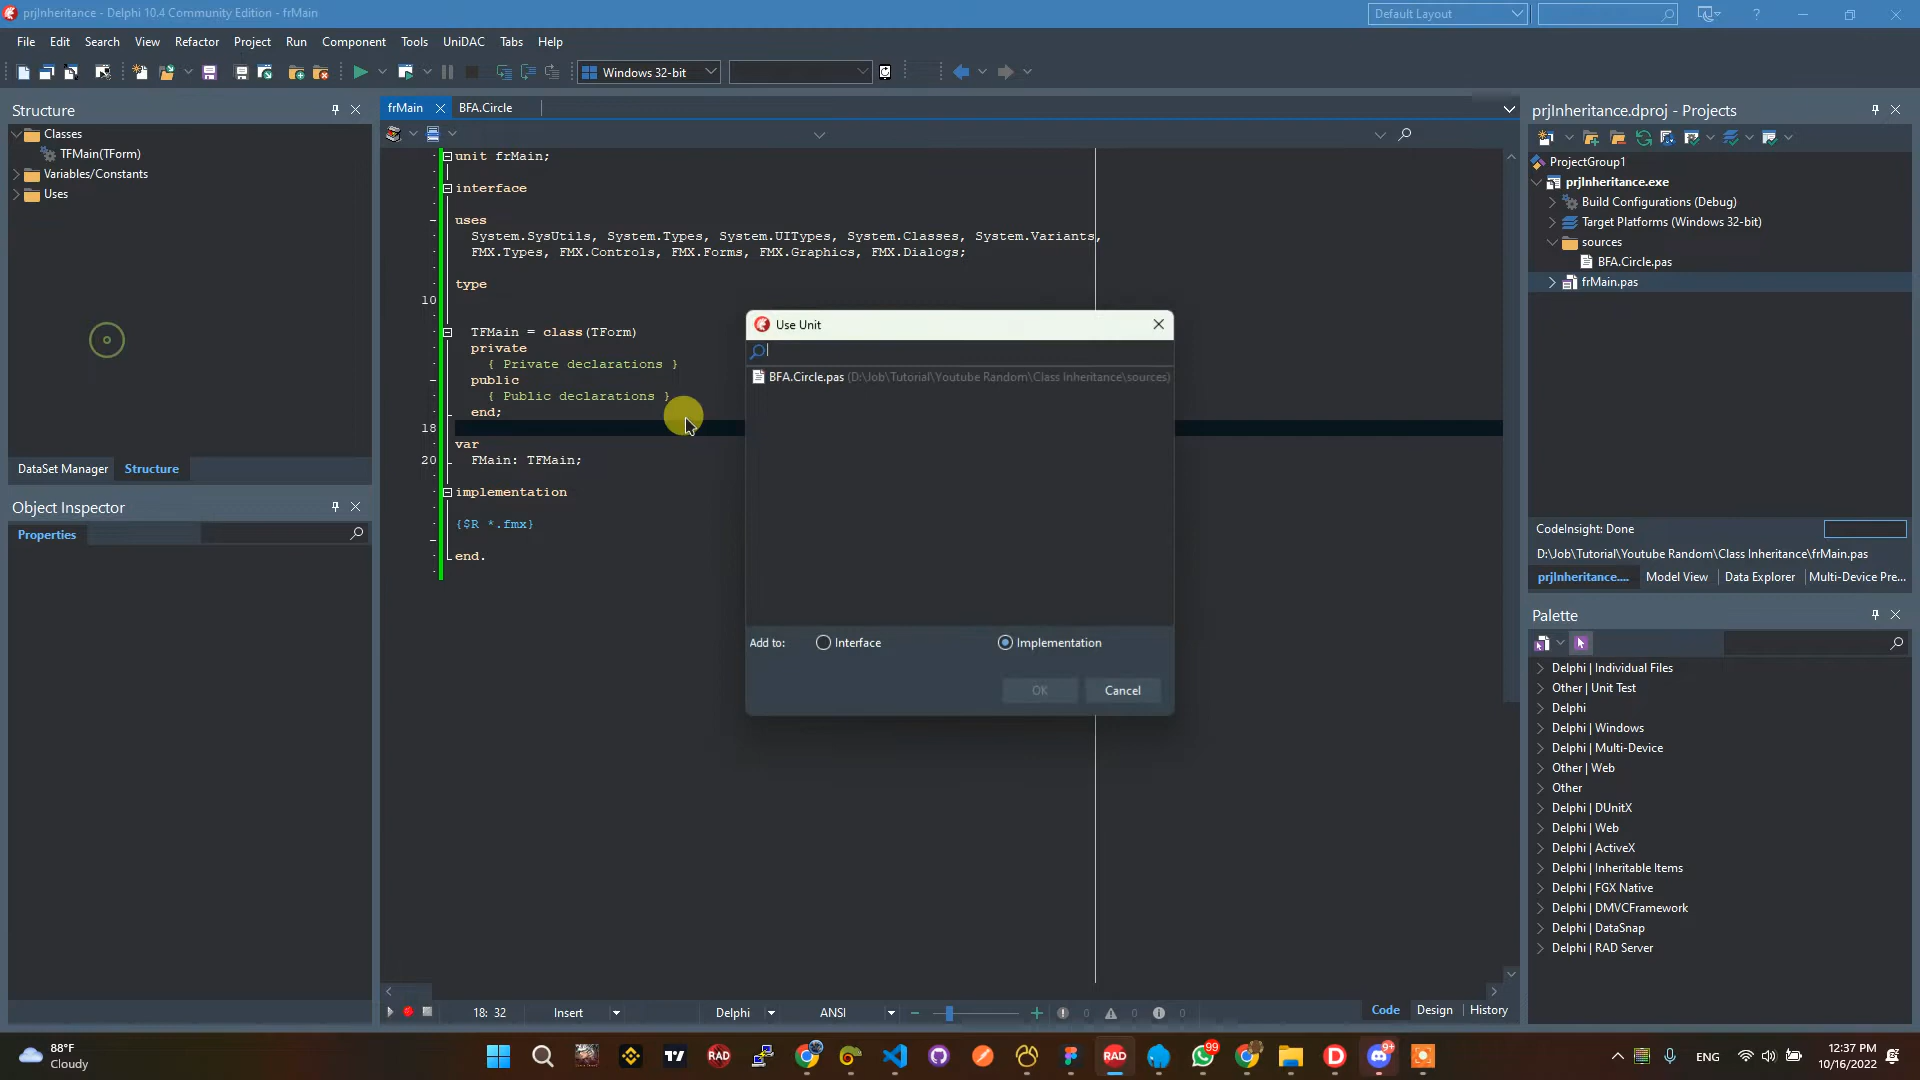 prjInheritance - Delphi 10.4 Community Edition - frMain
Default Layout
File Edit Search View Refactor Project Run Component Tools UniDAC Tabs Help
Windows 32-bit
Structure
Classes
TFMain(TForm)
Variables/Constants
Uses
DataSet Manager Structure
Object Inspector
Properties
frMain BFA.Circle
unit frMain;
interface
uses
System.SysUtils, System.Types, System.UITypes, System.Classes, System.Variants,
FMX.Types, FMX.Controls, FMX.Forms, FMX.Graphics, FMX.Dialogs;
type
10
TFMain = class(TForm)
private
{ Private declarations }
public
{ Public declarations }
end;
18
var
20 FMain: TFMain;
implementation
{$R *.fmx}
end.
Use Unit
BFA.Circle.pas (D:\Job\Tutorial\Youtube Random\Class Inheritance\sources)
Add to: Interface Implementation
OK Cancel
18: 32 Insert Delphi ANSI 0 0 0 Code Design History
prjInheritance.dproj - Projects
ProjectGroup1
prjInheritance.exe
Build Configurations (Debug)
Target Platforms (Windows 32-bit)
sources
BFA.Circle.pas
frMain.pas
CodeInsight: Done
D:\Job\Tutorial\Youtube Random\Class Inheritance\frMain.pas
prjInheritance.... Model View Data Explorer Multi-Device Pre...
Palette
Delphi | Individual Files
Other | Unit Test
Delphi
Delphi | Windows
Delphi | Multi-Device
Other | Web
Other
Delphi | DUnitX
Delphi | Web
Delphi | ActiveX
Delphi | Inheritable Items
Delphi | FGX Native
Delphi | DMVCFramework
Delphi | DataSnap
Delphi | RAD Server
88°F
Cloudy
RAD
RAD
99
9+
ENG
12:37 PM
10/16/2022